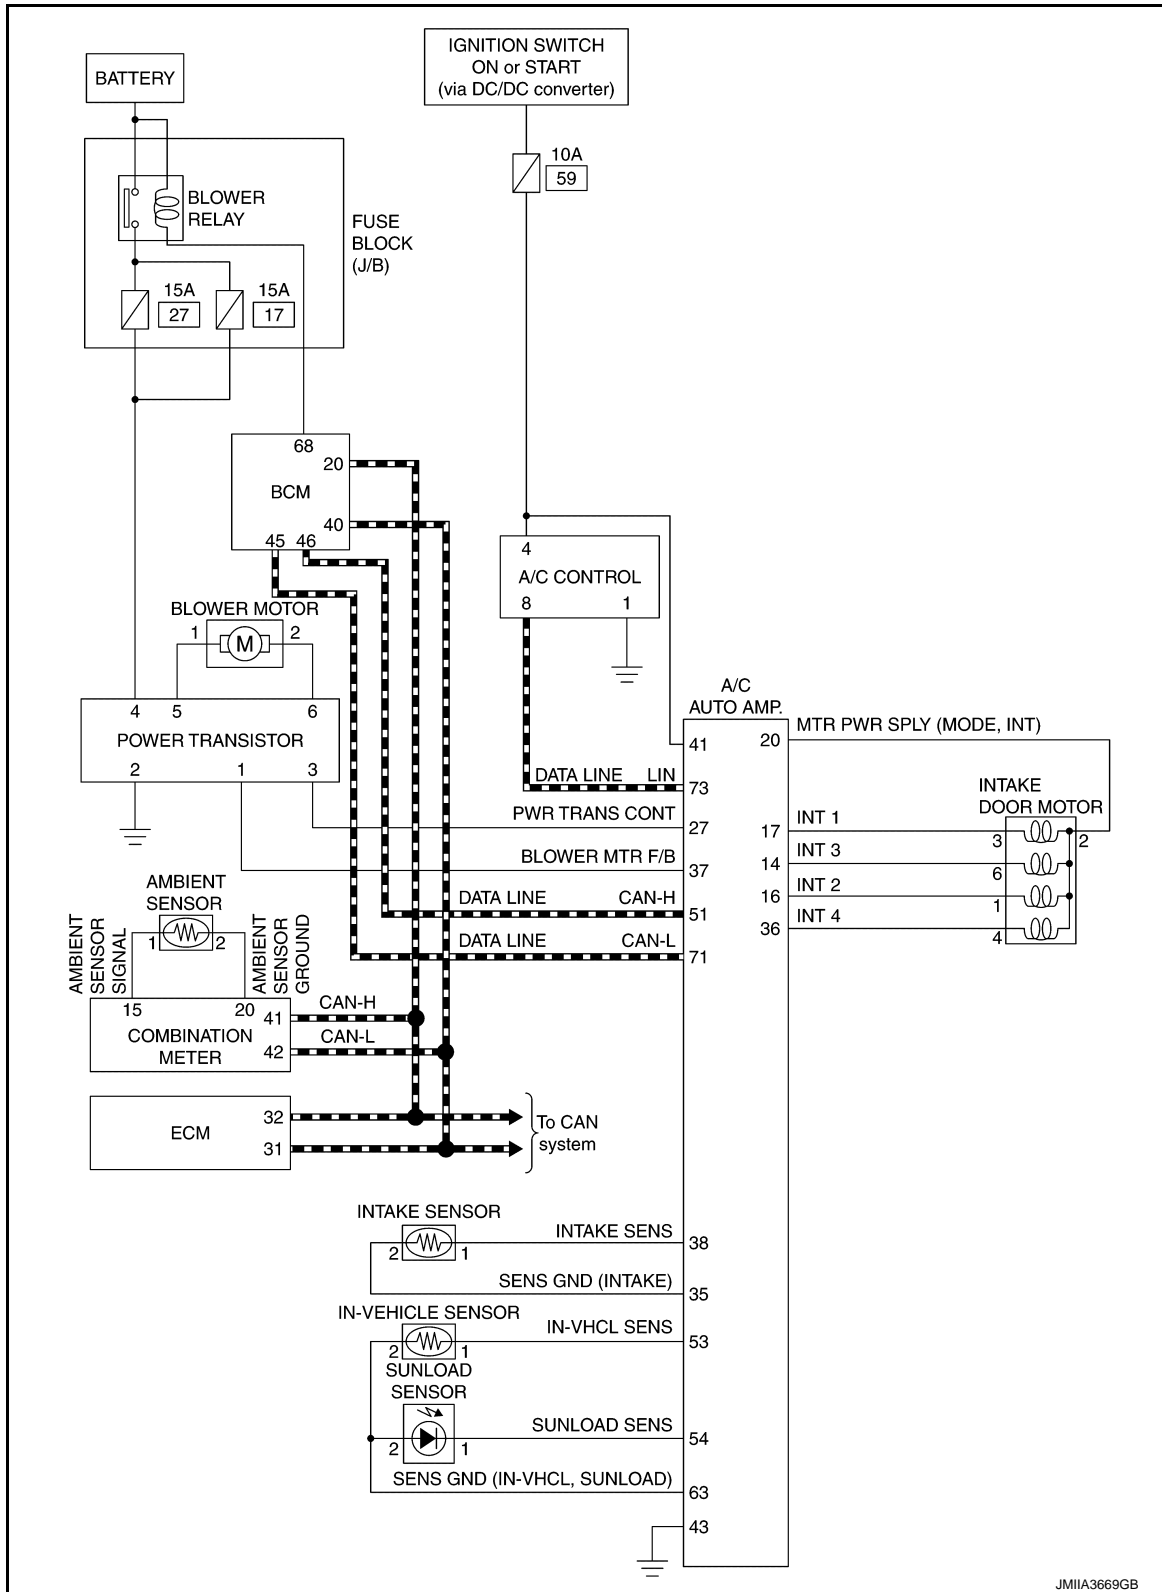 IGNITION SWITCH
ON or START
(via DC/DC converter)
BATTERY
10A
59
BLOWER
RELAY
FUSE
BLOCK
(J/B)
15A
27
15A
17
68
20
BCM
40
45 46
4
A/C CONTROL
8 1
BLOWER MOTOR
1 M 2
4 5 6
POWER TRANSISTOR
2 1 3
A/C
AUTO AMP.
41
20
MTR PWR SPLY (MODE, INT)
DATA LINE LIN
73
PWR TRANS CONT
27
BLOWER MTR F/B
37
DATA LINE CAN-H
51
DATA LINE CAN-L
71
INTAKE
DOOR MOTOR
17 INT 1 3 2
14 INT 3 6
16 INT 2 1
36 INT 4 4
AMBIENT
SENSOR
1 2
AMBIENT
SENSOR
SIGNAL
AMBIENT
SENSOR
GROUND
15 20
COMBINATION
METER
41 CAN-H
42 CAN-L
ECM
32
31
To CAN
system
INTAKE SENSOR
2 1
INTAKE SENS
38
SENS GND (INTAKE)
35
IN-VEHICLE SENSOR
2 1
IN-VHCL SENS
53
SUNLOAD
SENSOR
2 1
SUNLOAD SENS
54
SENS GND (IN-VHCL, SUNLOAD)
63
43
JMIIA3669GB